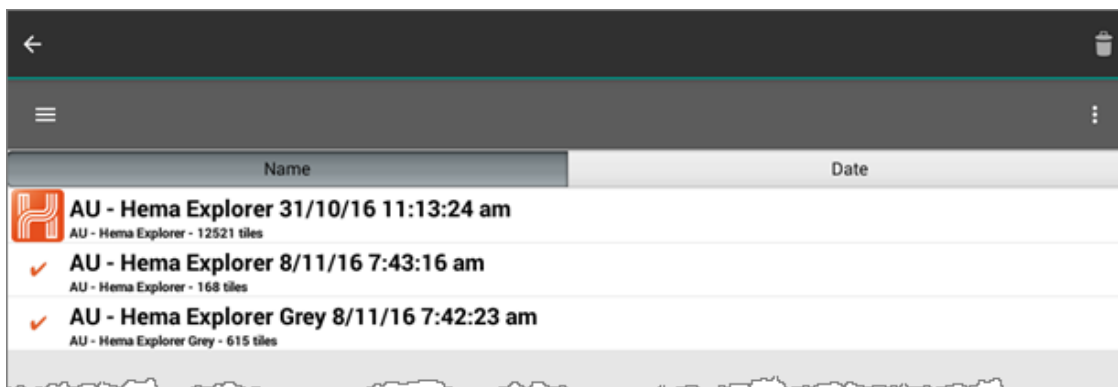 Name
Date
AU - Hema Explorer 31/10/16 11:13:24 am
AU - Hema Explorer - 12521 tiles
AU - Hema Explorer 8/11/16 7:43:16 am
AU - Hema Explorer - 168 tiles
AU - Hema Explorer Grey 8/11/16 7:42:23 am
AU - Hema Explorer Grey - 615 tiles